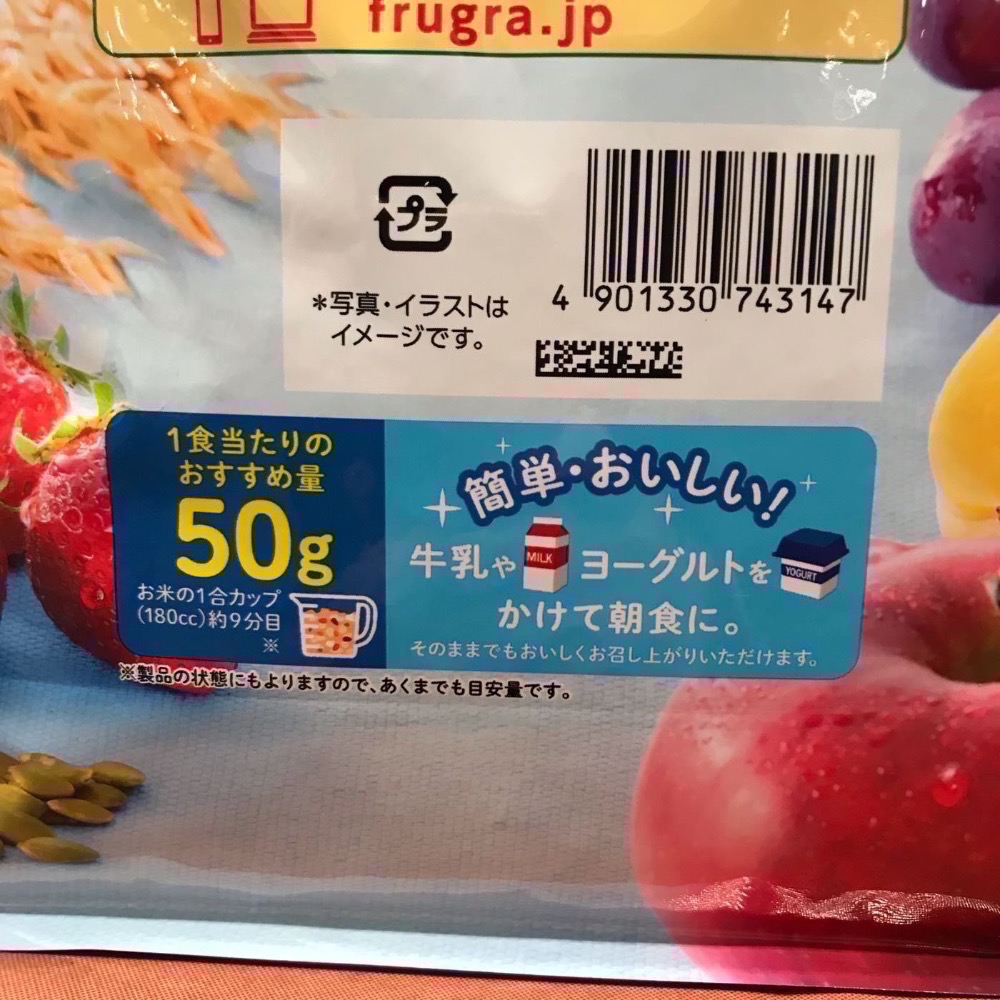 frugra.jp
プラ
*写真・イラストは
イメージです。
4 901330 743147
1食当たりの
おすすめ量
50g
お米の1合カップ
(180cc)約9分目
※
簡単・おいしい!
牛乳や MILK ヨーグルトを YOGURT
かけて朝食に。
そのままでもおいしくお召し上がりいただけます。
※製品の状態にもよりますので、あくまでも目安量です。